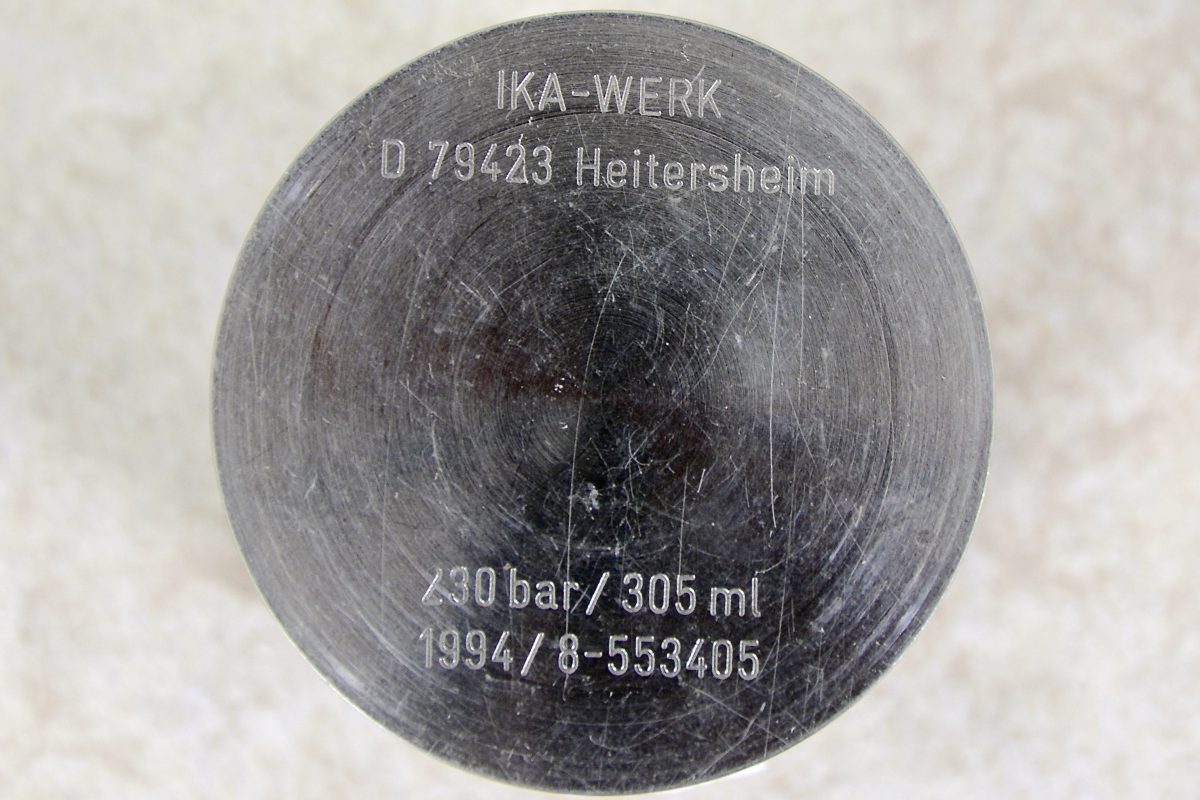 IKA-WERK
D 79423 Heitersheim
230 bar/305 ml
1994/8-553405